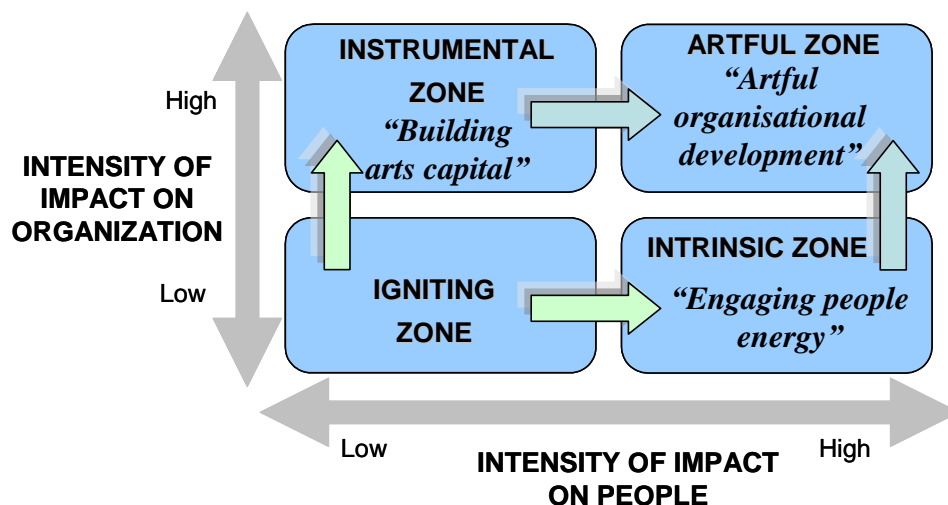 INSTRUMENTAL
ZONE
“Building
arts capital”
ARTFUL ZONE
“Artful
organisational
development”
High
INTENSITY OF
IMPACT ON
ORGANIZATION
Low
IGNITING
ZONE
INTRINSIC ZONE
“Engaging people
energy”
Low
High
INTENSITY OF IMPACT
ON PEOPLE